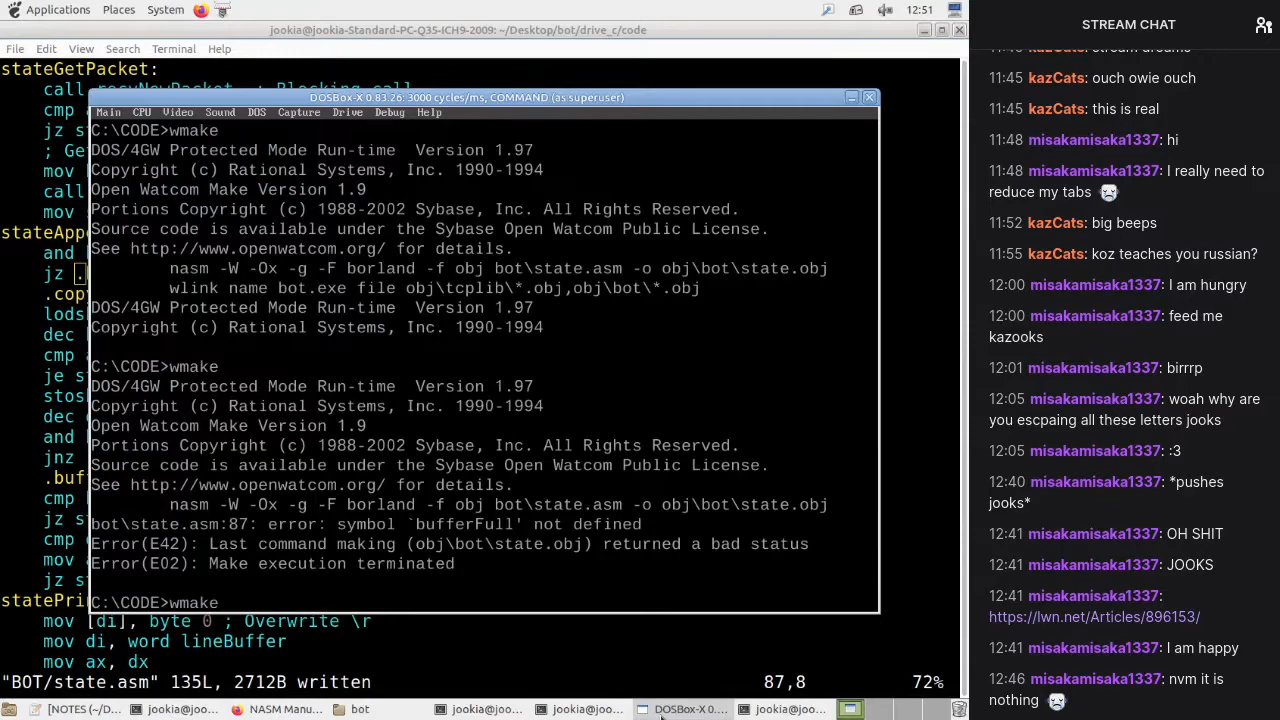 Applications Places System 12:51
jookia@jookia-Standard-PC-Q35-ICH9-2009: ~/Desktop/bot/drive_c/code
File Edit View Search Terminal Help
stateGetPacket:
call recvNewPacket ; Blocking call
DOSBox-X 0.83.26: 3000 cycles/ms, COMMAND (as superuser)
Main CPU Video Sound DOS Capture Drive Debug Help
cmp
jz st
; Ge
mov
call
mov
stateAppe
and
jz .
.cop
lods
dec
cmp
je s
stos
dec
and
jnz
.buf
cmp
jz s
mov
jz s
statePri
C:\CODE>wmake
DOS/4GW Protected Mode Run-time Version 1.97
Copyright (c) Rational Systems, Inc. 1990-1994
Open Watcom Make Version 1.9
Portions Copyright (c) 1988-2002 Sybase, Inc. All Rights Reserved.
Source code is available under the Sybase Open Watcom Public License.
See http://www.openwatcom.org/ for details.
nasm -W -Ox -g -F borland -f obj bot\state.asm -o obj\bot\state.obj
wlink name bot.exe file obj\tcplib\*.obj,obj\bot\*.obj
DOS/4GW Protected Mode Run-time Version 1.97
Copyright (c) Rational Systems, Inc. 1990-1994
C:\CODE>wmake
DOS/4GW Protected Mode Run-time Version 1.97
Copyright (c) Rational Systems, Inc. 1990-1994
Open Watcom Make Version 1.9
Portions Copyright (c) 1988-2002 Sybase, Inc. All Rights Reserved.
Source code is available under the Sybase Open Watcom Public License.
See http://www.openwatcom.org/ for details.
nasm -W -Ox -g -F borland -f obj bot\state.asm -o obj\bot\state.obj
bot\state.asm:87: error: symbol `bufferFull' not defined
Error(E42): Last command making (obj\bot\state.obj) returned a bad status
Error(E02): Make execution terminated
C:\CODE>wmake
mov [di], byte 0 ; Overwrite \r
mov di, word lineBuffer
mov ax, dx
"BOT/state.asm" 135L, 2712B written 87,8 72%
[NOTES (~/D... jookia@jooki... NASM Manu... bot jookia@jooki... jookia@jooki... DOSBox-X 0.... jookia@jooki...
STREAM CHAT
11:45 kazCats: ouch owie ouch
11:45 kazCats: this is real
11:48 misakamisaka1337: hi
11:48 misakamisaka1337: I really need to
reduce my tabs
11:52 kazCats: big beeps
11:55 kazCats: koz teaches you russian?
12:00 misakamisaka1337: I am hungry
12:00 misakamisaka1337: feed me
kazooks
12:01 misakamisaka1337: birrrp
12:05 misakamisaka1337: woah why are
you escpaing all these letters jooks
12:05 misakamisaka1337: :3
12:40 misakamisaka1337: *pushes
jooks*
12:41 misakamisaka1337: OH SHIT
12:41 misakamisaka1337: JOOKS
12:41 misakamisaka1337:
https://lwn.net/Articles/896153/
12:41 misakamisaka1337: I am happy
12:46 misakamisaka1337: nvm it is
nothing